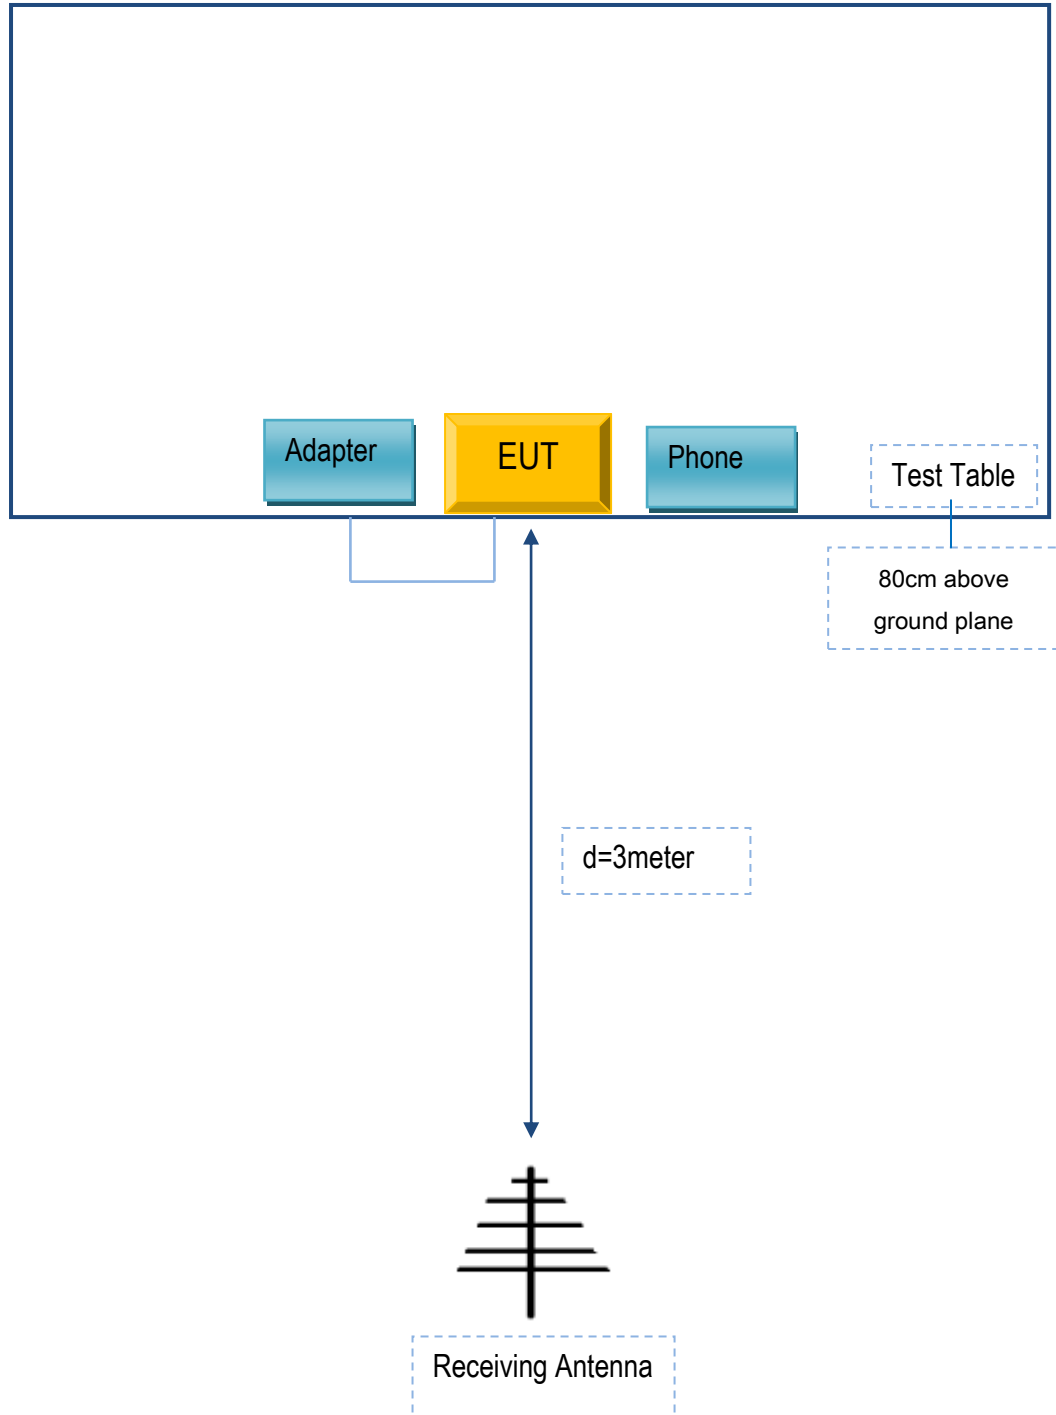 Adapter
EUT
Phone
Test Table
80cm above
ground plane
d=3meter
Receiving Antenna